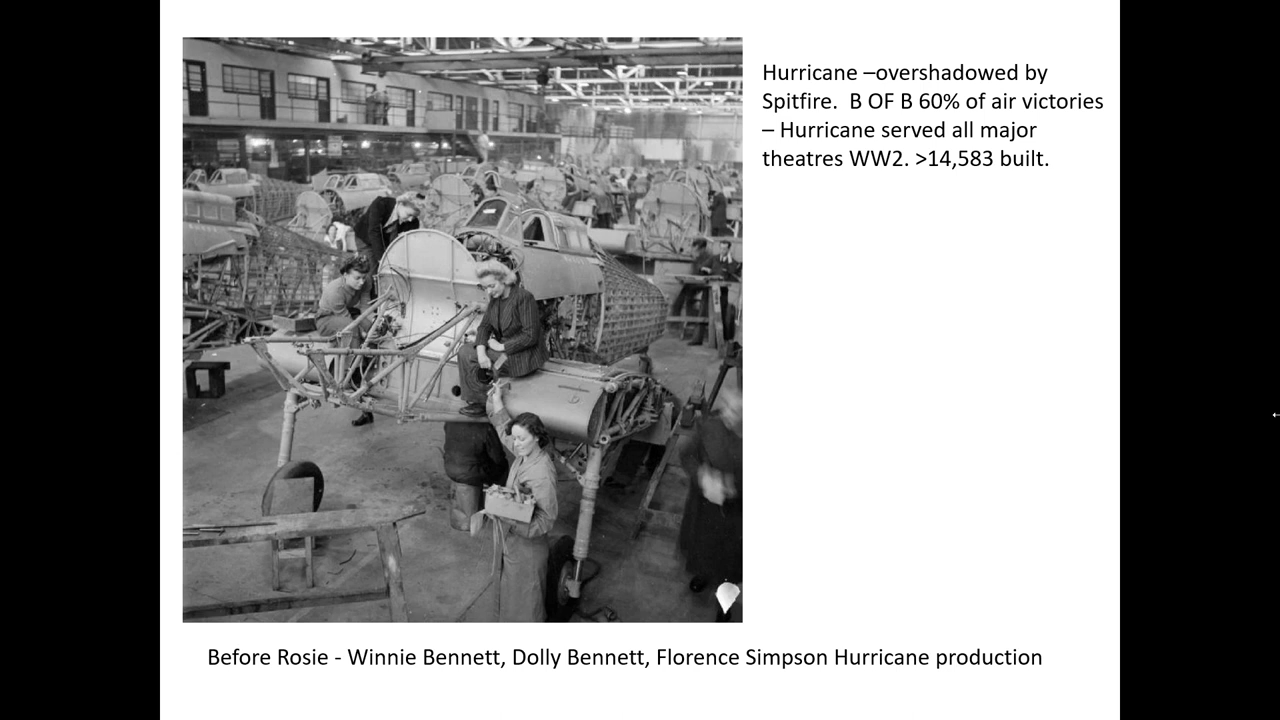 Hurricane –overshadowed by
Spitfire.  B OF B 60% of air victories
– Hurricane served all major
theatres WW2. >14,583 built.
Before Rosie - Winnie Bennett, Dolly Bennett, Florence Simpson Hurricane production